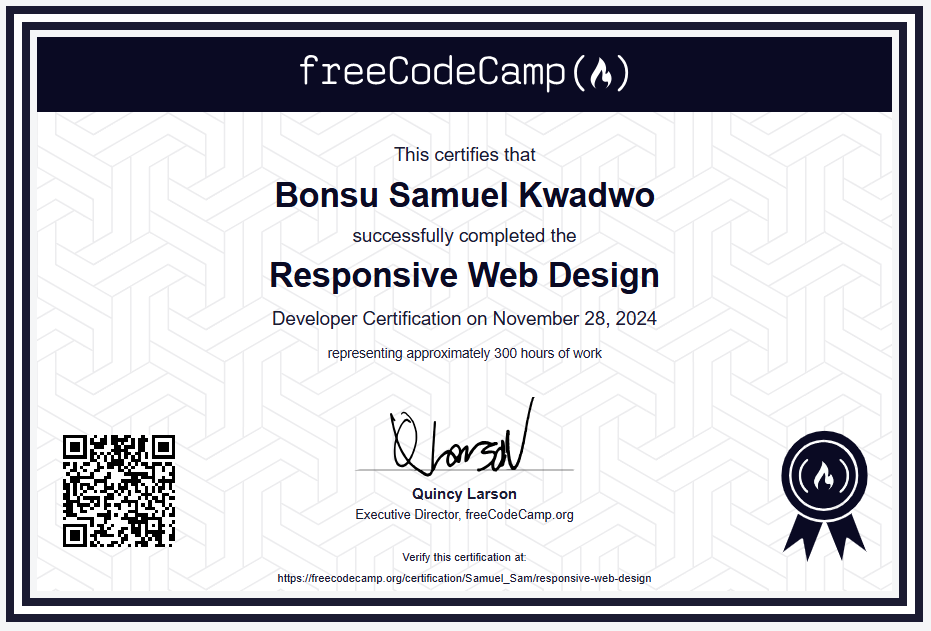 freeCodeCamp
This certifies that
Bonsu Samuel Kwadwo
successfully completed the
Responsive Web Design
Developer Certification on November 28, 2024
representing approximately 300 hours of work
Quincy Larson
Executive Director, freeCodeCamp.org
Verify this certification at:
https://freecodecamp.org/certification/Samuel_Sam/responsive-web-design